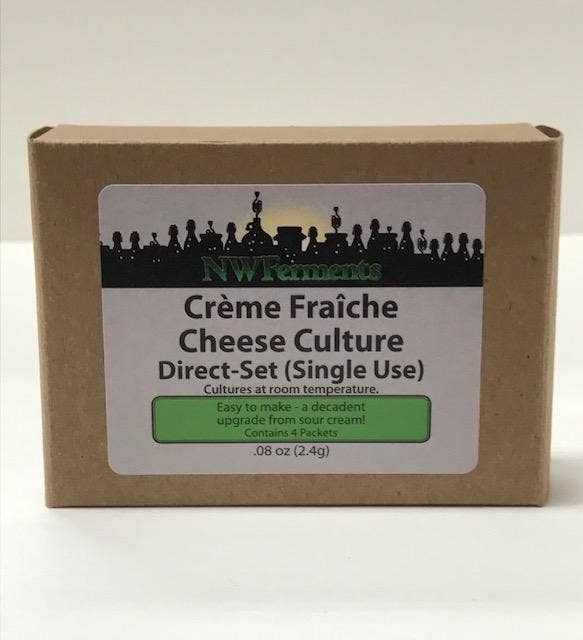 NWFerments
Crème Fraîche
Cheese Culture
Direct-Set (Single Use)
Cultures at room temperature.
Easy to make - a decadent
upgrade from sour cream!
Contains 4 Packets
.08 oz (2.4g)